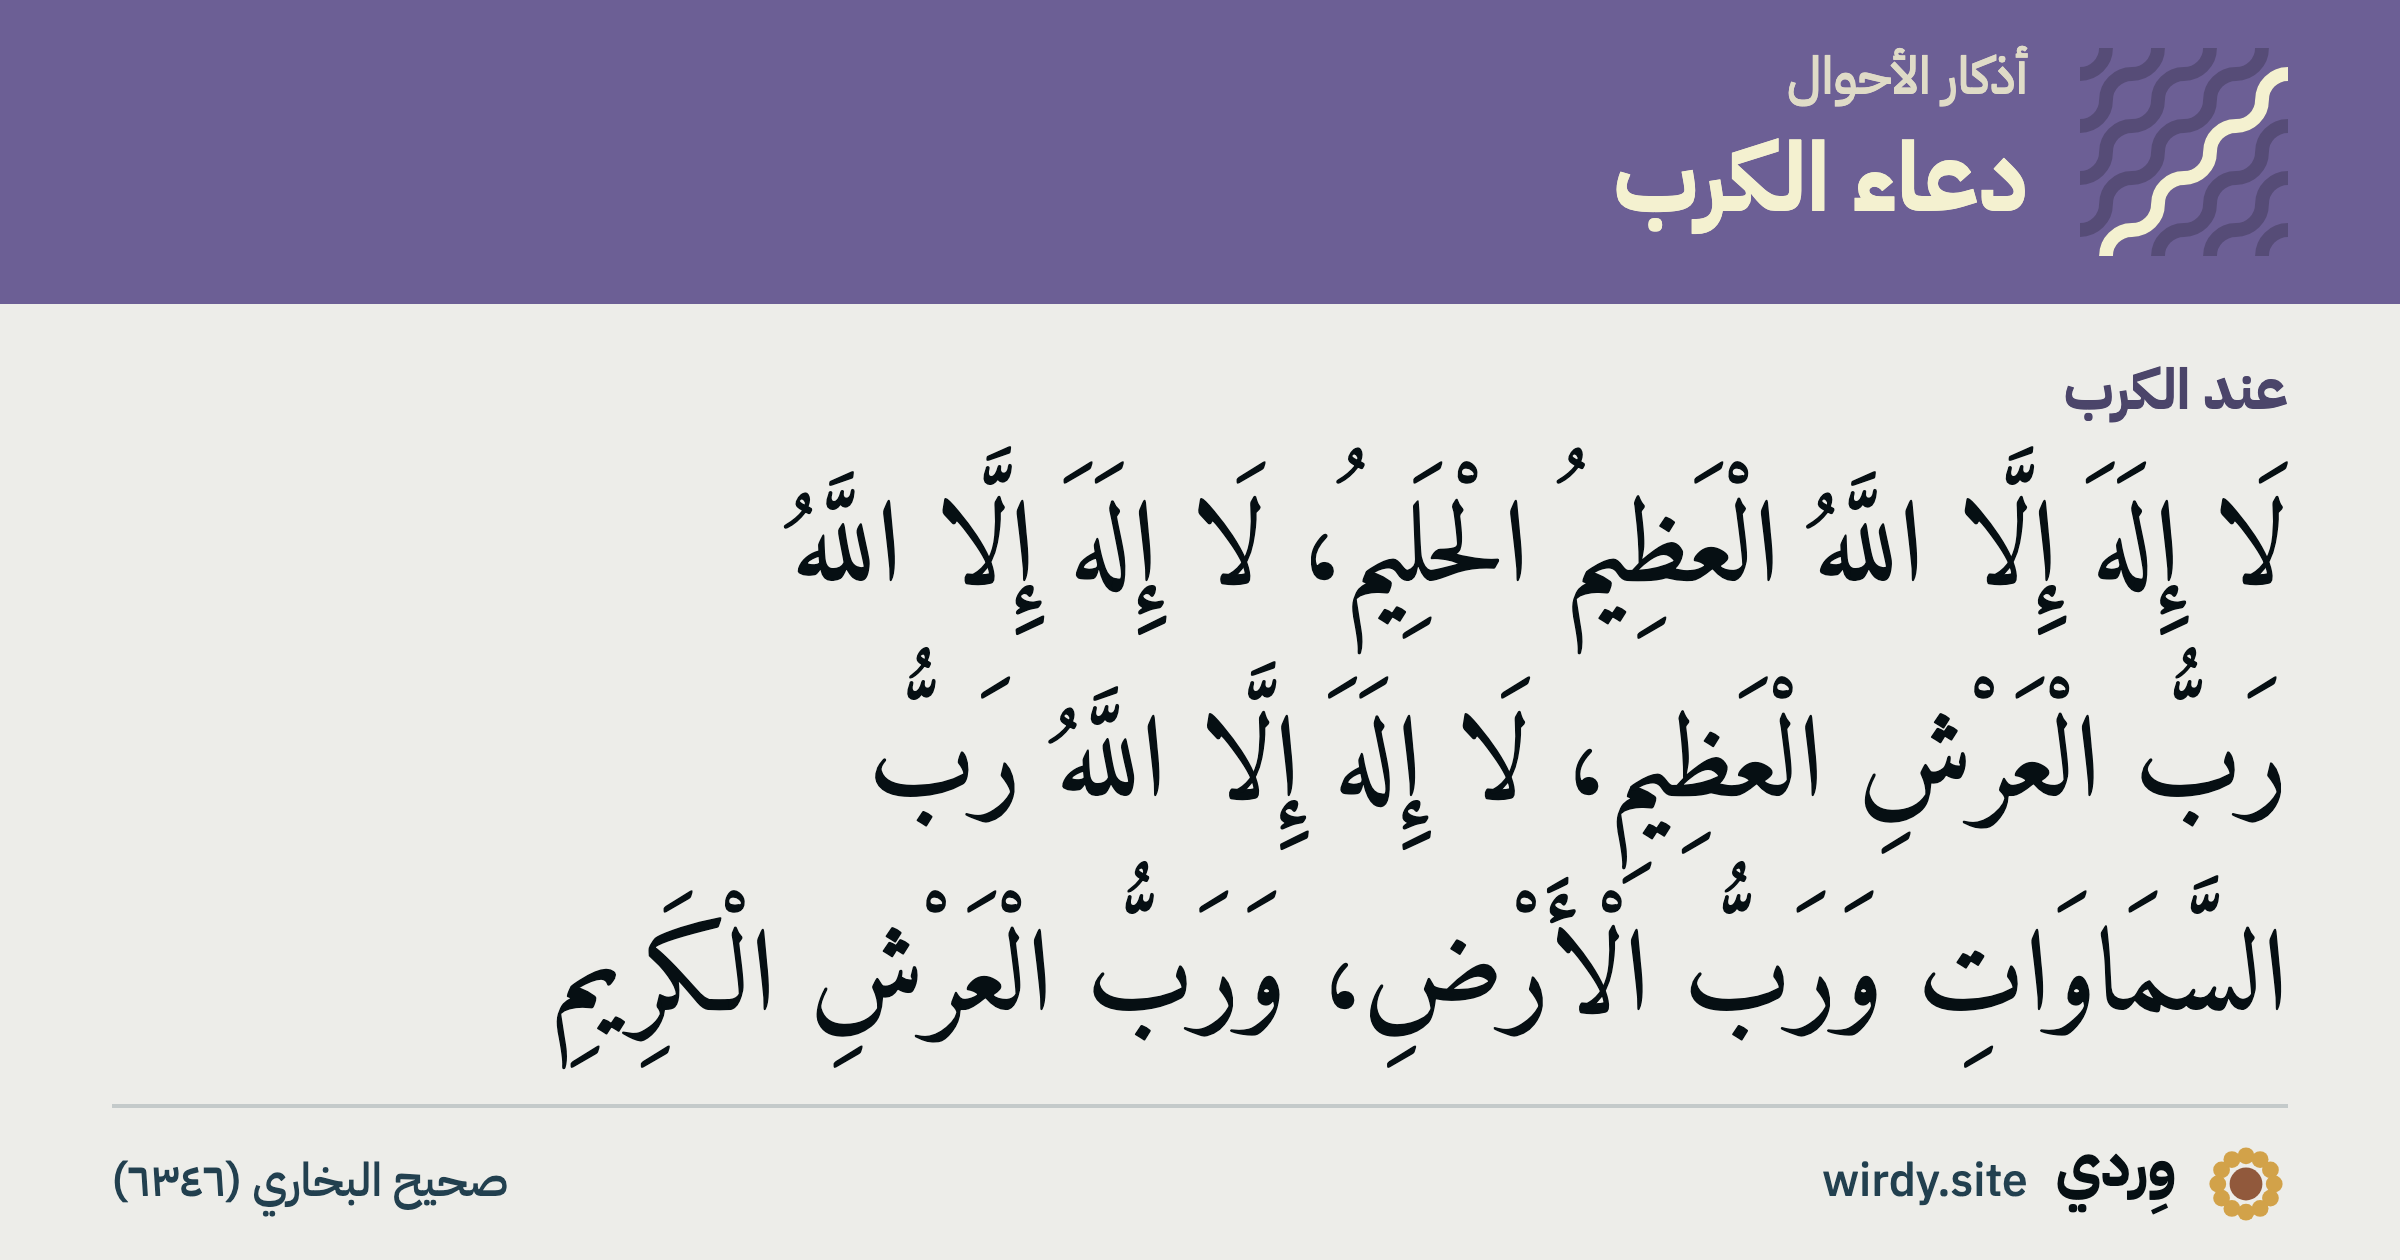 أذكار الأحوال
دعاء الكرب
عند الكرب
لَا إِلَهَ إِلَّا اللَّهُ الْعَظِيمُ الْحَلِيمُ، لَا إِلَهَ إِلَّا اللَّهُ
رَبُّ الْعَرْشِ الْعَظِيمِ، لَا إِلَهَ إِلَّا اللَّهُ رَبُّ
السَّمَاوَاتِ وَرَبُّ الْأَرْضِ، وَرَبُّ الْعَرْشِ الْكَرِيمِ
وِردي wirdy.site
صحيح البخاري (٦٣٤٦)